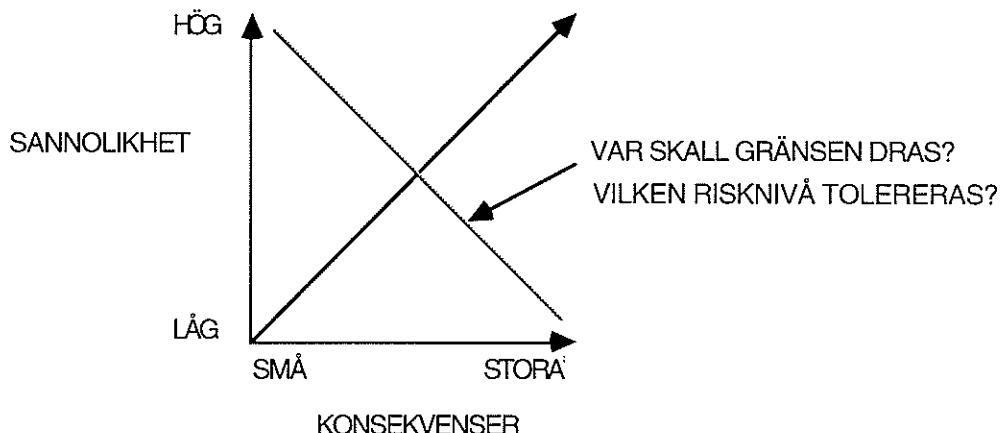 HÖG
SANNOLIKHET
VAR SKALL GRÄNSEN DRAS?
VILKEN RISKNIVÅ TOLERERAS?
LÅG
SMÅ
STORA
KONSEKVENSER